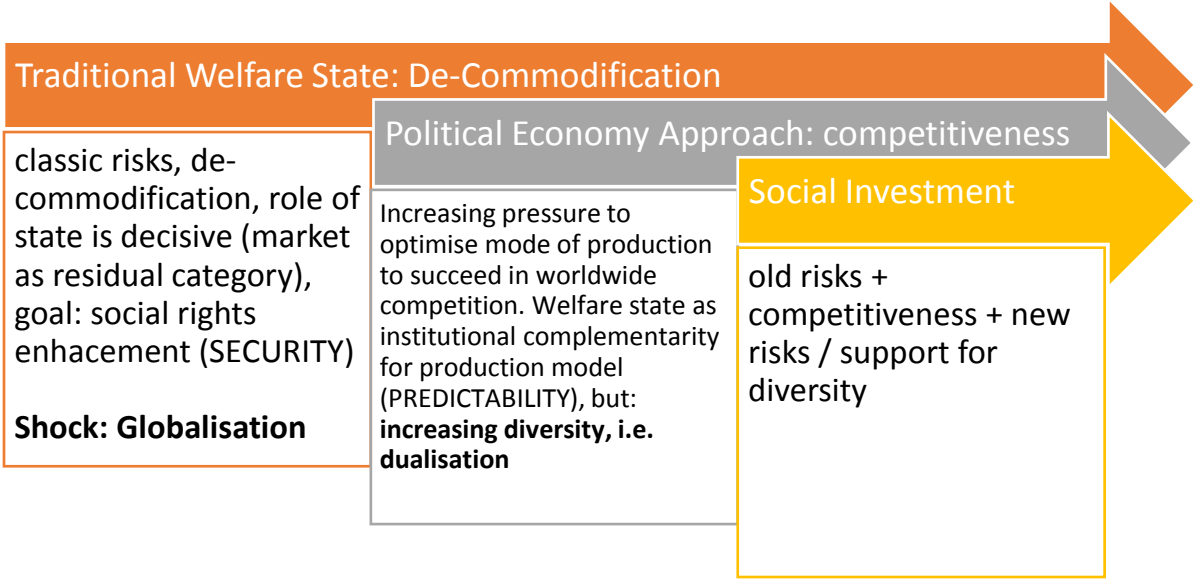 Traditional Welfare State: De-Commodification
classic risks, de-
commodification, role of
state is decisive (market
as residual category),
goal: social rights
enhacement (SECURITY)
Shock: Globalisation
Political Economy Approach: competitiveness
Increasing pressure to
optimise mode of production
to succeed in worldwide
competition. Welfare state as
institutional complementarity
for production model
(PREDICTABILITY), but:
increasing diversity, i.e.
dualisation
Social Investment
old risks +
competitiveness + new
risks / support for
diversity